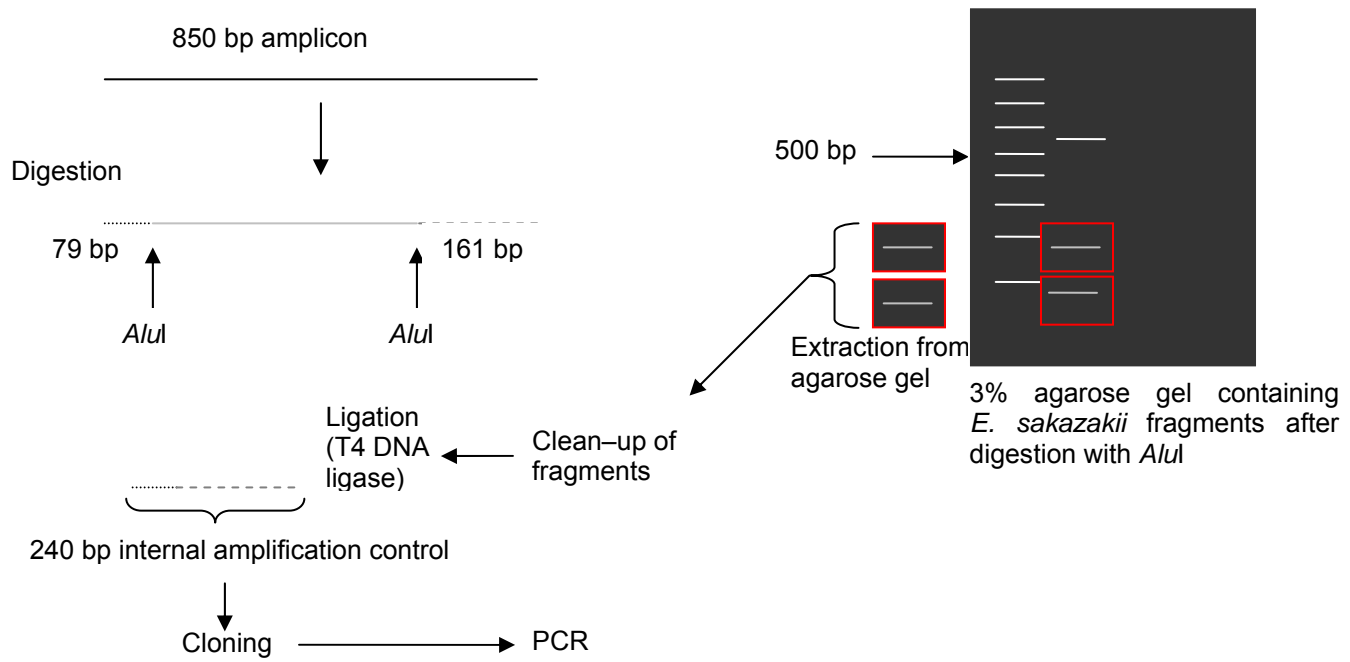 850 bp amplicon
Digestion
79 bp
161 bp
AluI
AluI
500 bp
Extraction from
agarose gel
3% agarose gel containing
E. sakazakii fragments after
digestion with AluI
Clean–up of
fragments
Ligation
(T4 DNA
ligase)
240 bp internal amplification control
Cloning
PCR